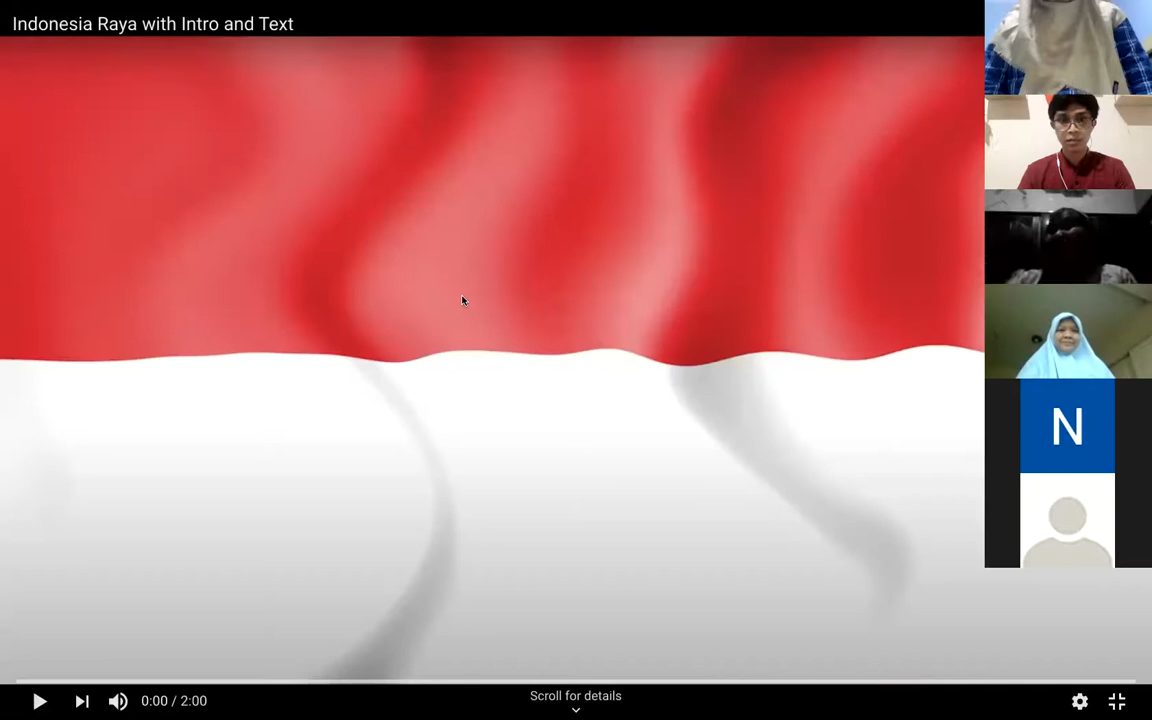 Indonesia Raya with Intro and Text
N
0:00 / 2:00
Scroll for details